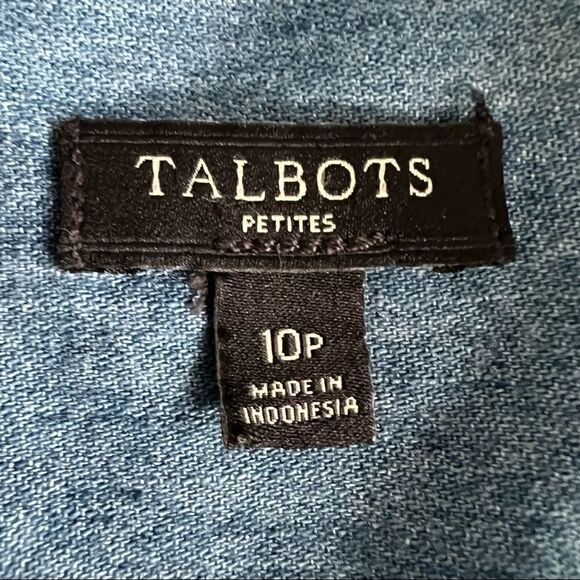 TALBOTS
PETITES
10P
MADE IN
INDONESIA